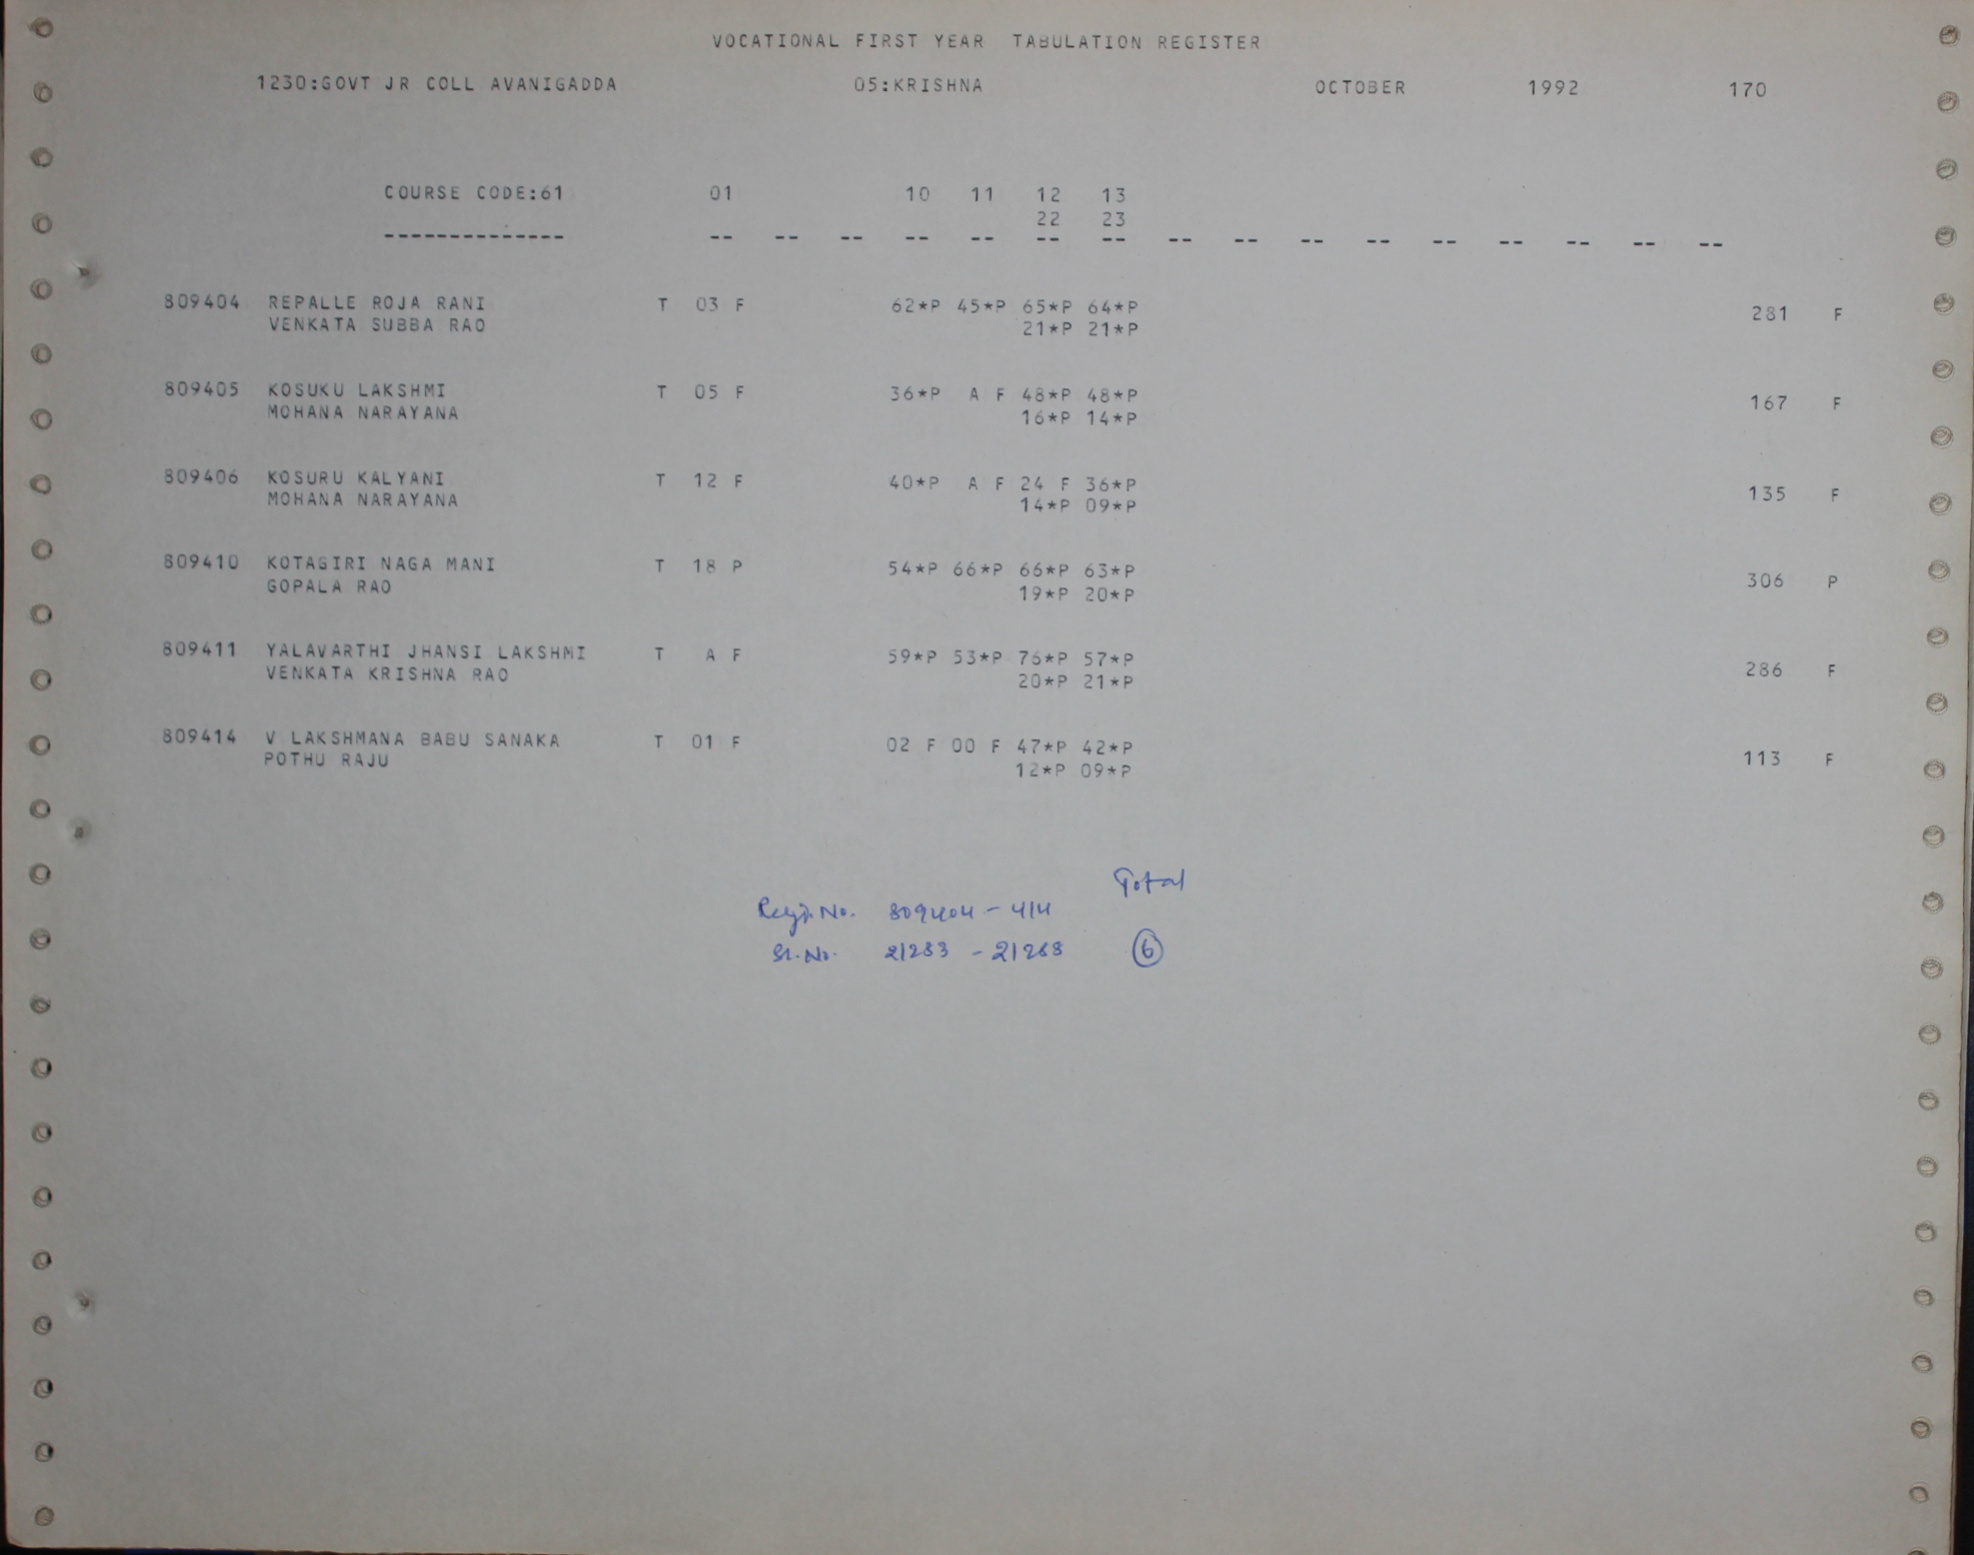 VOCATIONAL FIRST YEAR TABULATION REGISTER
1230:GOVT JR COLL AVANIGADDA 05:KRISHNA OCTOBER 1992 170
COURSE CODE:61 01 10 11 12 13
22 23
-------------- -- -- -- -- -- -- -- -- -- -- -- -- -- -- -- --
809404 REPALLE ROJA RANI T 03 F 62*P 45*P 65*P 64*P 281 F
VENKATA SUBBA RAO 21*P 21*P
809405 KOSUKU LAKSHMI T 05 F 36*P A F 48*P 48*P 167 F
MOHANA NARAYANA 16*P 14*P
809406 KOSURU KALYANI T 12 F 40*P A F 24 F 36*P 135 F
MOHANA NARAYANA 14*P 09*P
809410 KOTAGIRI NAGA MANI T 18 P 54*P 66*P 66*P 63*P 306 P
GOPALA RAO 19*P 20*P
809411 YALAVARTHI JHANSI LAKSHMI T A F 59*P 53*P 76*P 57*P 286 F
VENKATA KRISHNA RAO 20*P 21*P
809414 V LAKSHMANA BABU SANAKA T 01 F 02 F 00 F 47*P 42*P 113 F
POTHU RAJU 12*P 09*P
Total
Regd. No. 809404 - 414
Sl. No. 21283 - 21288 6